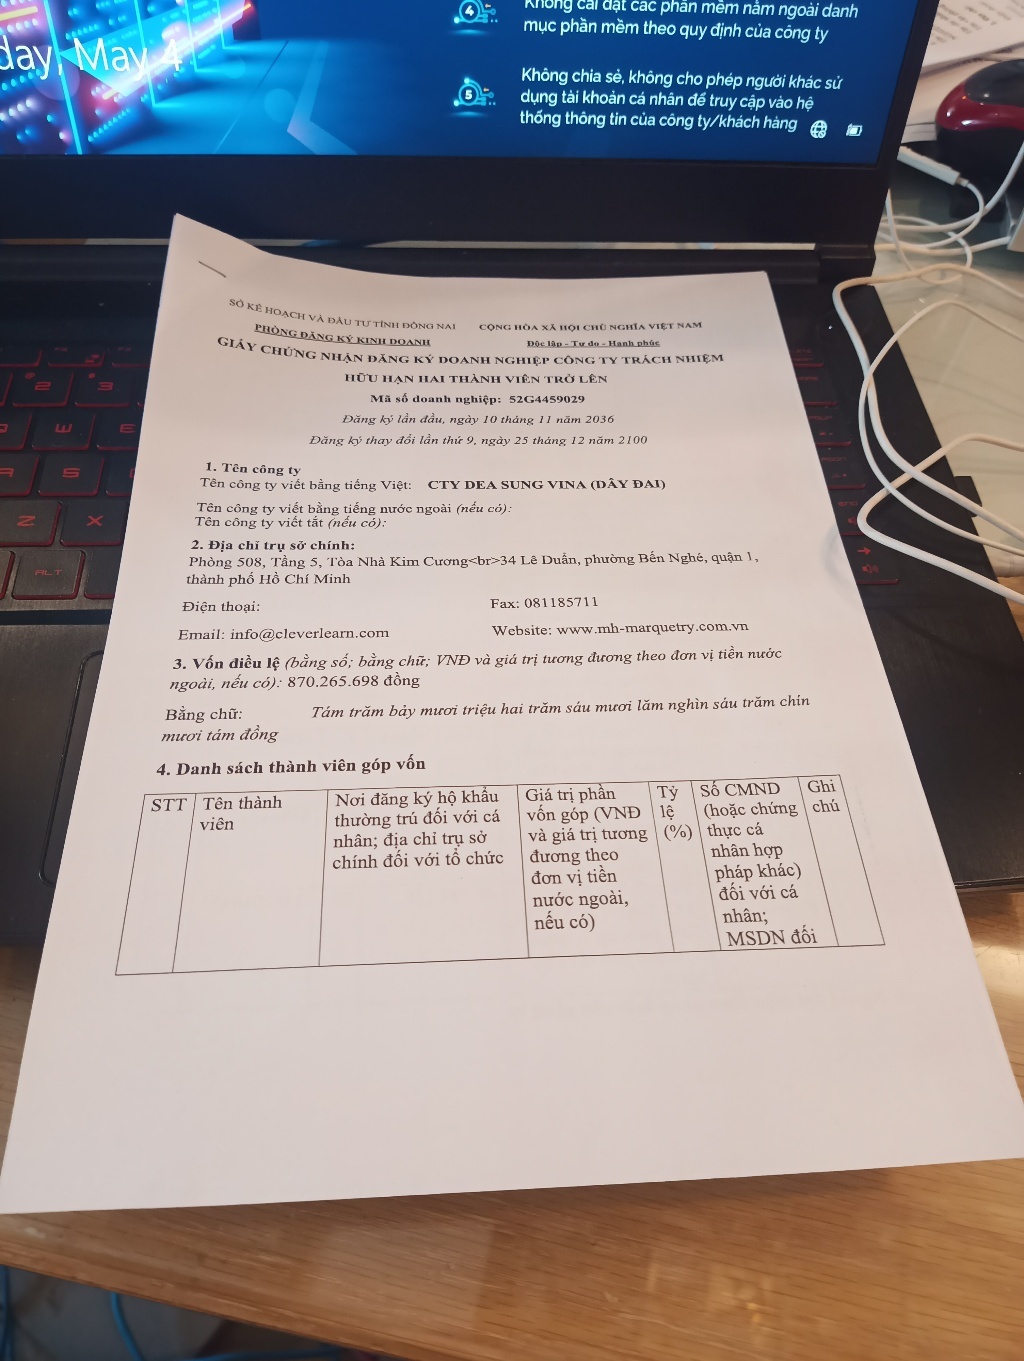 day, May 4
4
Không cài đặt các phần mềm nằm ngoài danh
mục phần mềm theo quy định của công ty
5
Không chia sẻ, không cho phép người khác sử
dụng tài khoản cá nhân để truy cập vào hệ
thống thông tin của công ty/khách hàng
SỞ KẾ HOẠCH VÀ ĐẦU TƯ TỈNH ĐỒNG NAI
PHÒNG ĐĂNG KÝ KINH DOANH
CỘNG HÒA XÃ HỘI CHỦ NGHĨA VIỆT NAM
Độc lập - Tự do - Hạnh phúc
GIẤY CHỨNG NHẬN ĐĂNG KÝ DOANH NGHIỆP CÔNG TY TRÁCH NHIỆM
HỮU HẠN HAI THÀNH VIÊN TRỞ LÊN
Mã số doanh nghiệp: 52G4459029
Đăng ký lần đầu, ngày 10 tháng 11 năm 2036
Đăng ký thay đổi lần thứ 9, ngày 25 tháng 12 năm 2100
1. Tên công ty
Tên công ty viết bằng tiếng Việt: CTY DEA SUNG VINA (DÂY ĐAI)
Tên công ty viết bằng tiếng nước ngoài (nếu có):
Tên công ty viết tắt (nếu có):
2. Địa chỉ trụ sở chính:
Phòng 508, Tầng 5, Tòa Nhà Kim Cương<br>34 Lê Duẩn, phường Bến Nghé, quận 1,
thành phố Hồ Chí Minh
Điện thoại: Fax: 081185711
Email: info@cleverlearn.com Website: www.mh-marquetry.com.vn
3. Vốn điều lệ (bằng số; bằng chữ; VNĐ và giá trị tương đương theo đơn vị tiền nước
ngoài, nếu có): 870.265.698 đồng
Bằng chữ: Tám trăm bảy mươi triệu hai trăm sáu mươi lăm nghìn sáu trăm chín
mươi tám đồng
4. Danh sách thành viên góp vốn
STT
Tên thành
viên
Nơi đăng ký hộ khẩu
thường trú đối với cá
nhân; địa chỉ trụ sở
chính đối với tổ chức
Giá trị phần
vốn góp (VNĐ
và giá trị tương
đương theo
đơn vị tiền
nước ngoài,
nếu có)
Tỷ
lệ
(%)
Số CMND
(hoặc chứng
thực cá
nhân hợp
pháp khác)
đối với cá
nhân;
MSDN đối
Ghi
chú
2
3
W
E
S
Z
X
ALT